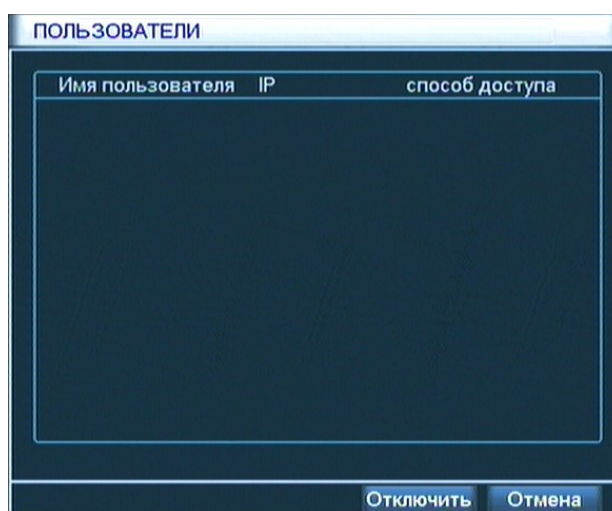 ПОЛЬЗОВАТЕЛИ
Имя пользователя IP способ доступа
Отключить Отмена